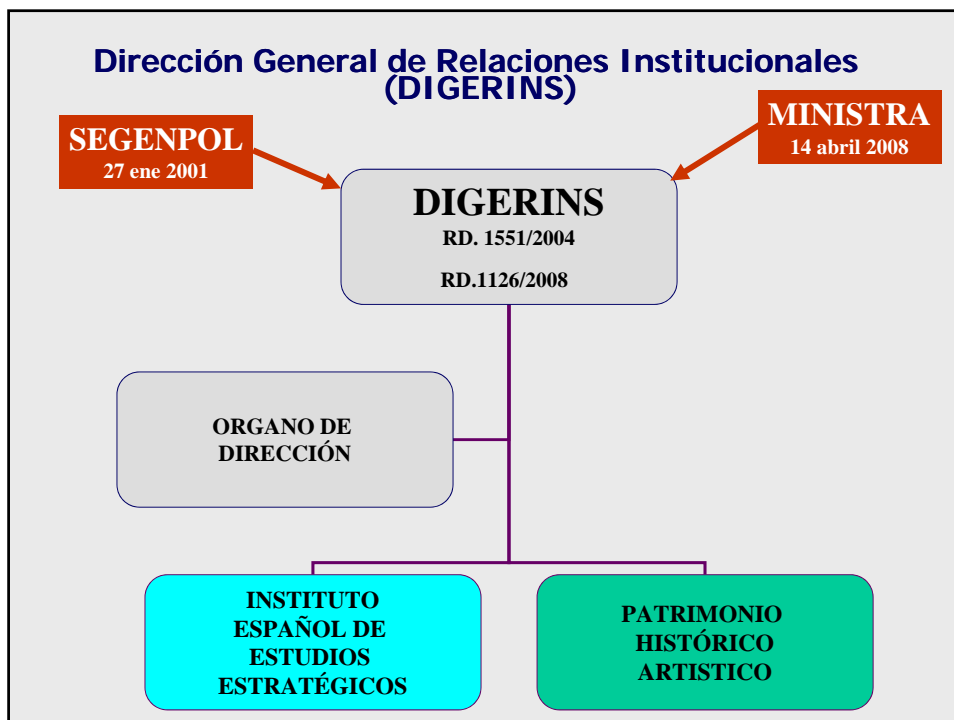 Dirección General de Relaciones Institucionales
(DIGERINS)
SEGENPOL
27 ene 2001
MINISTRA
14 abril 2008
DIGERINS
RD. 1551/2004
RD.1126/2008
ORGANO DE
DIRECCIÓN
INSTITUTO
ESPAÑOL DE
ESTUDIOS
ESTRATÉGICOS
PATRIMONIO
HISTÓRICO
ARTISTICO